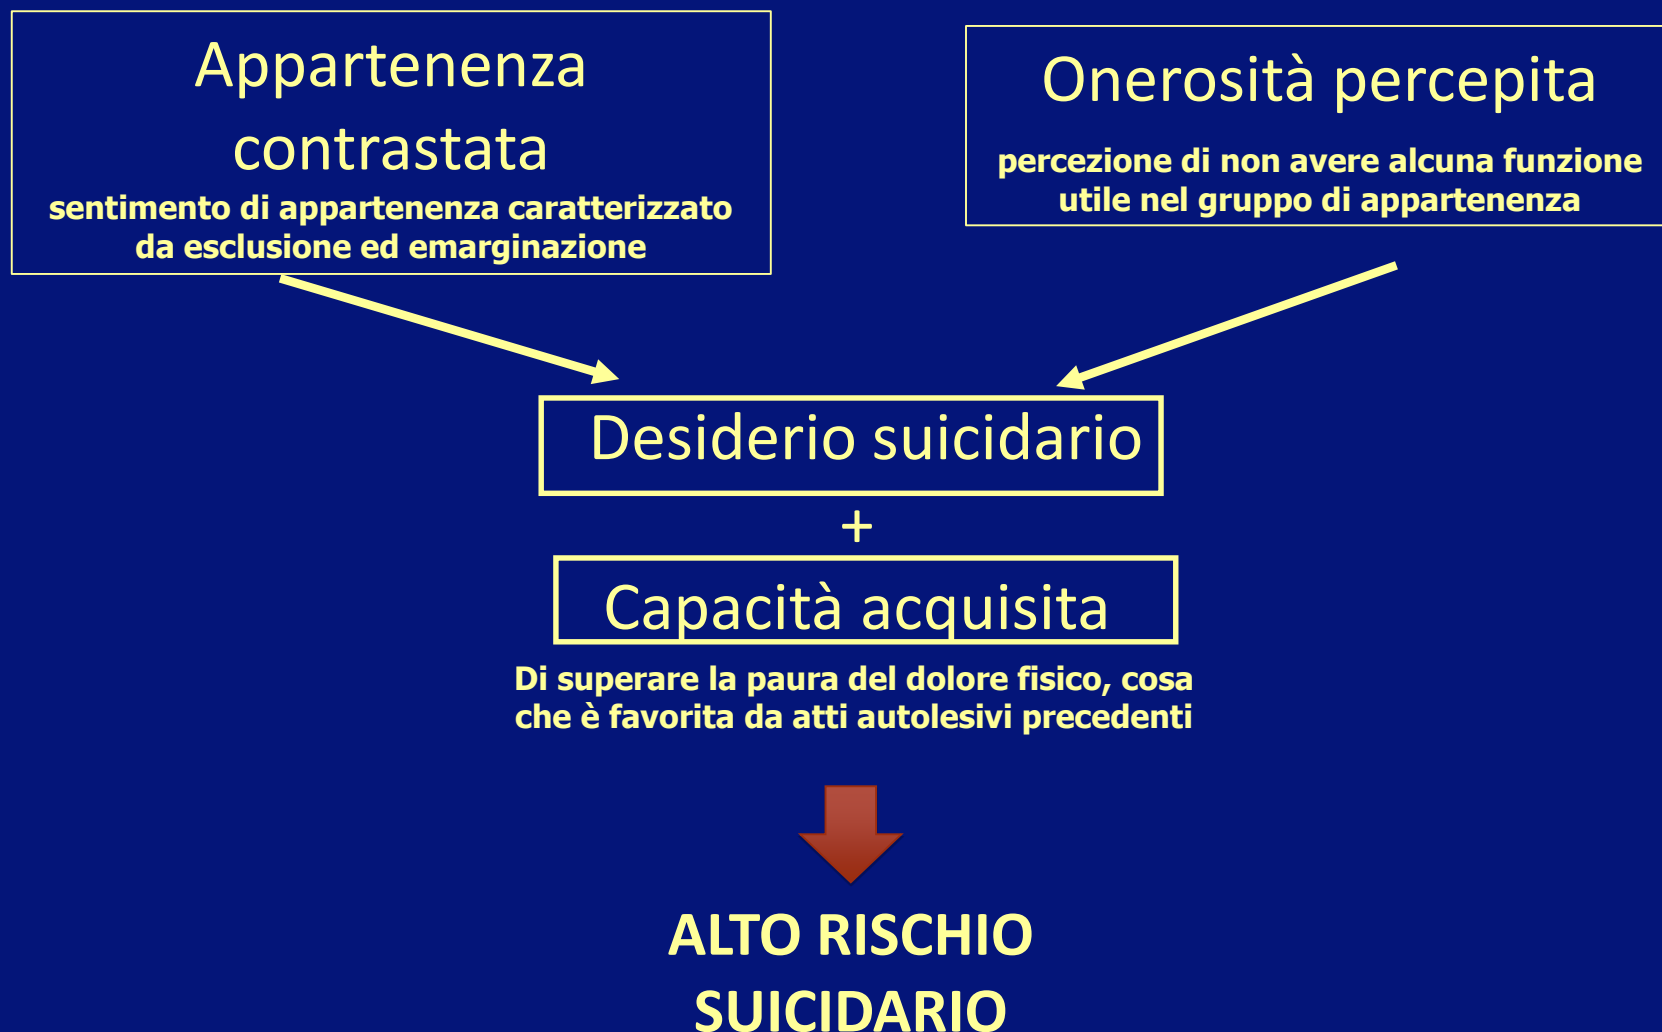 Appartenenza
contrastata
sentimento di appartenenza caratterizzato
da esclusione ed emarginazione
Onerosità percepita
percezione di non avere alcuna funzione
utile nel gruppo di appartenenza
Desiderio suicidario
+
Capacità acquisita
Di superare la paura del dolore fisico, cosa
che è favorita da atti autolesivi precedenti
ALTO RISCHIO
SUICIDARIO